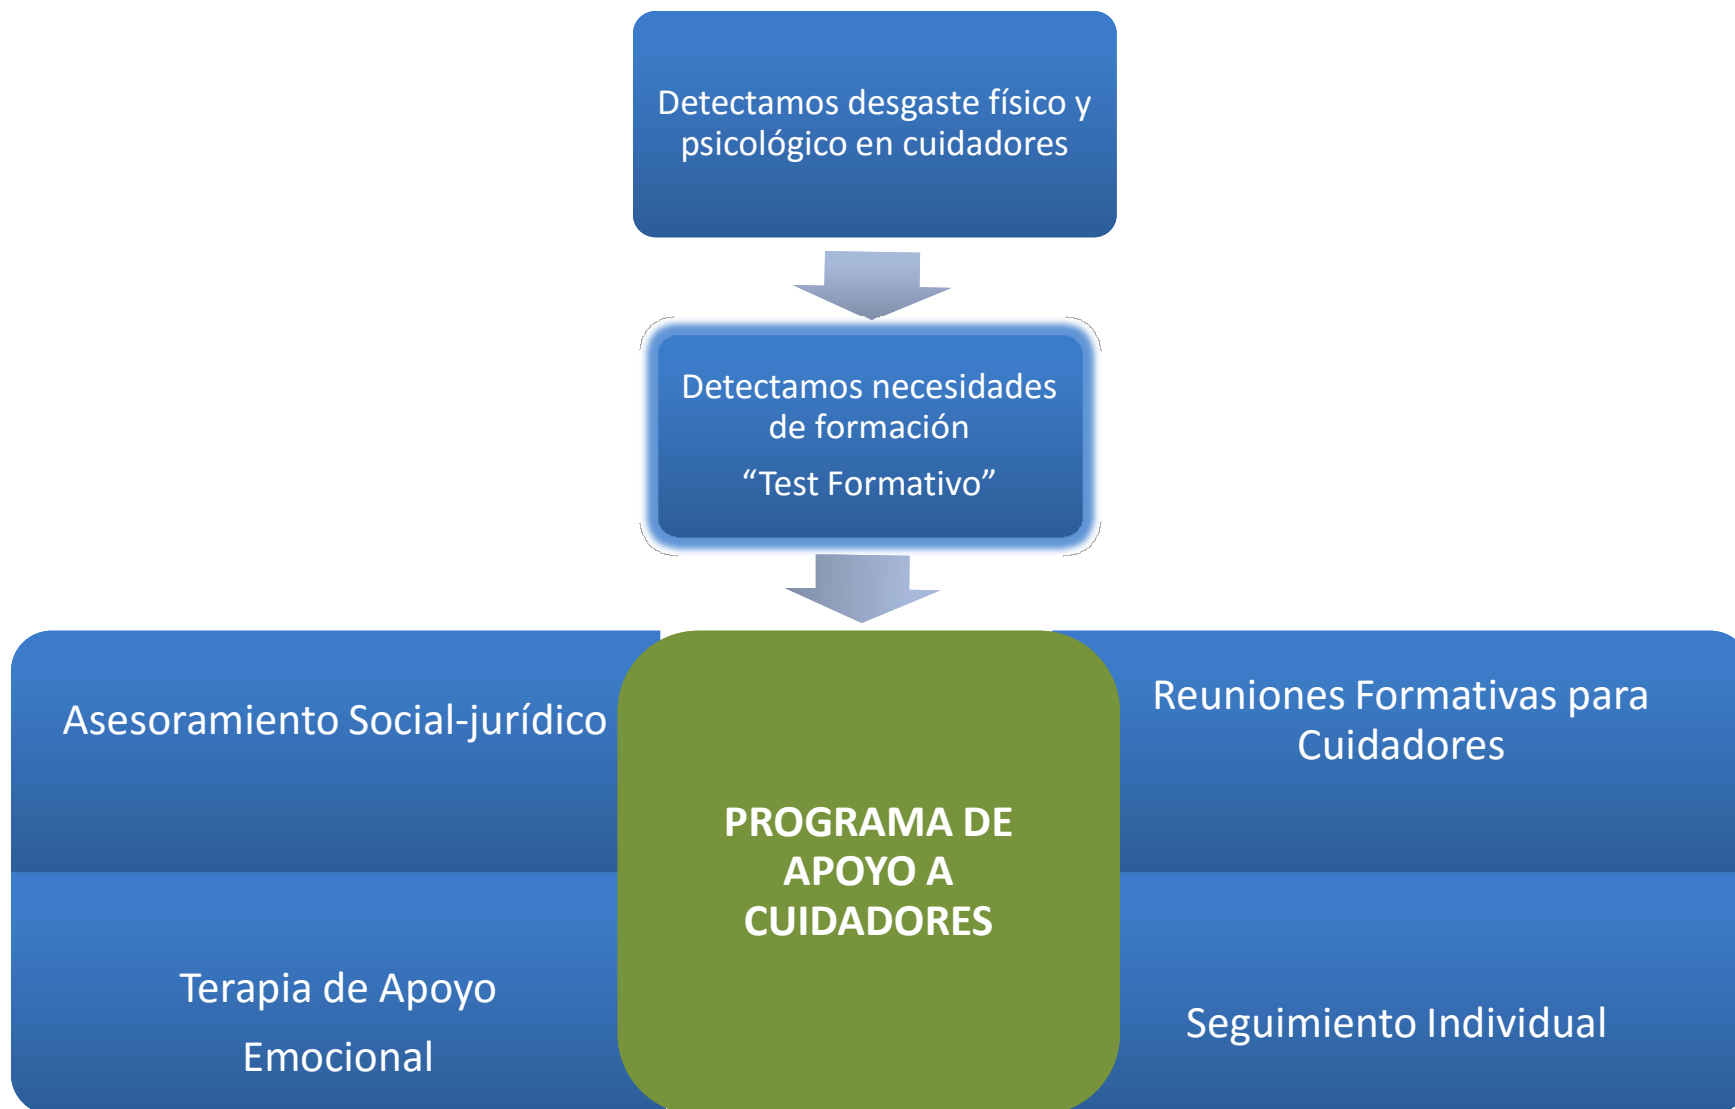 Detectamos desgaste físico y
psicológico en cuidadores
Detectamos necesidades
de formación
“Test Formativo”
Asesoramiento Social-jurídico
Reuniones Formativas para
Cuidadores
PROGRAMA DE
APOYO A
CUIDADORES
Terapia de Apoyo
Emocional
Seguimiento Individual